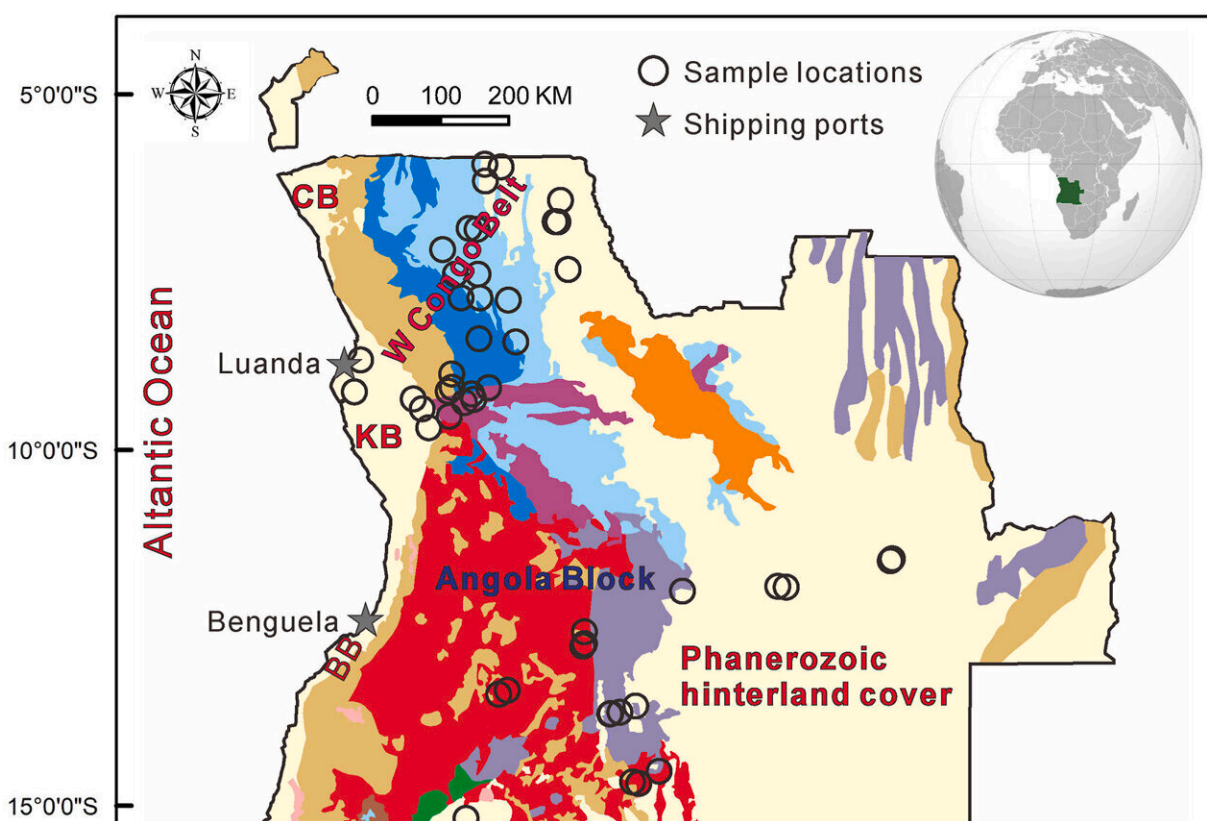 5°0'0"S
N
W
E
S
0 100 200 KM
Sample locations
Shipping ports
CB
W Congo Belt
Luanda
Altantic Ocean
KB
10°0'0"S
Angola Block
Benguela
BB
Phanerozoic
hinterland cover
15°0'0"S